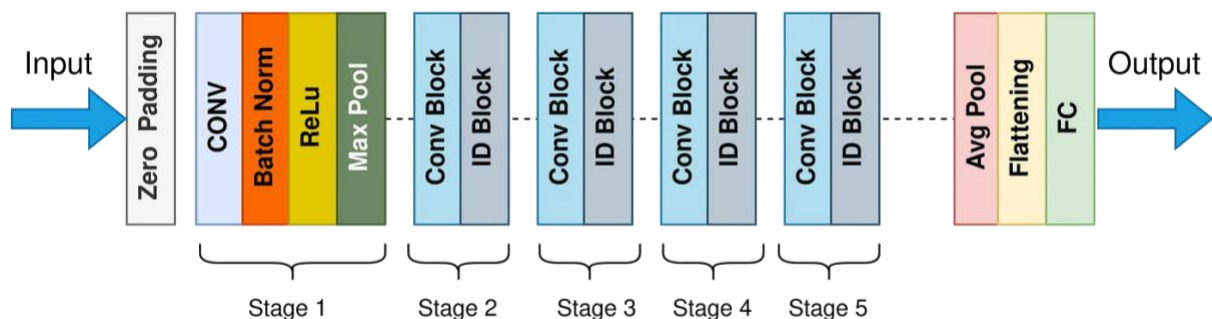 Input
Zero Padding
CONV
Batch Norm
ReLu
Max Pool
Conv Block
ID Block
Conv Block
ID Block
Conv Block
ID Block
Conv Block
ID Block
Avg Pool
Flattening
FC
Output
Stage 1
Stage 2
Stage 3
Stage 4
Stage 5